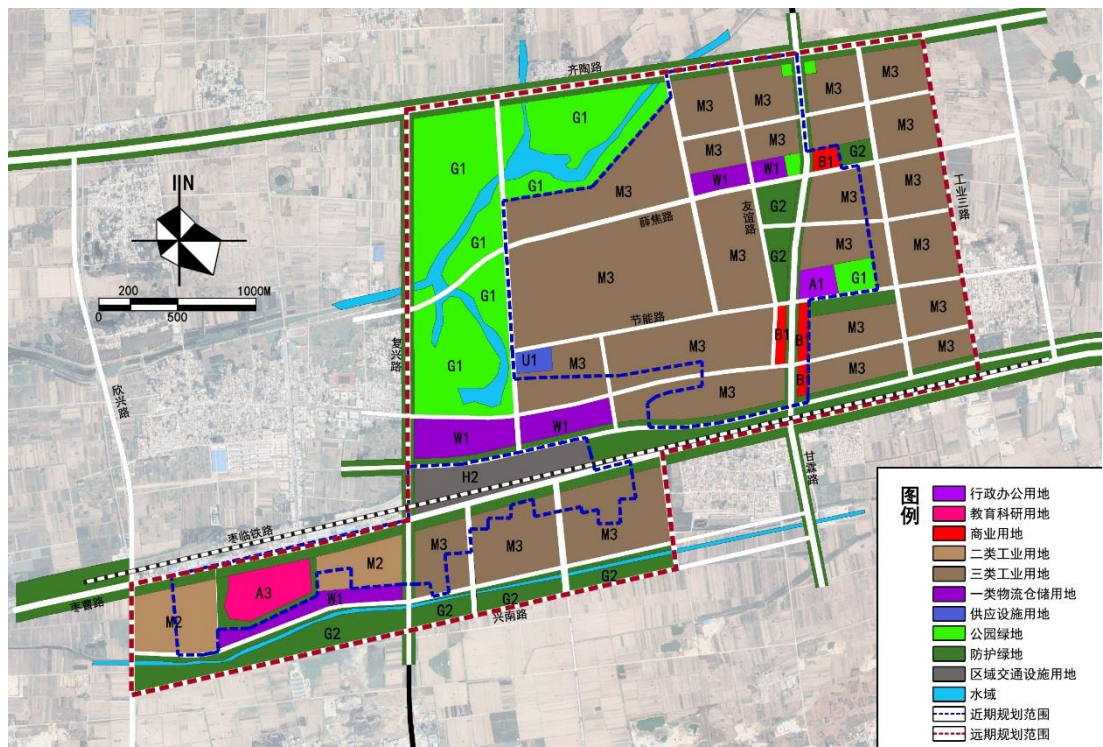 齐陶路
M3
M3
M3
M3
M3
M3
M3
M3
M3
G1
G1
G1
B1
G2
W1
W1
M3
M3
M3
工业三路
IIN
薛焦路
友谊路
G2
G1
M3
M3
M3
G2
M3
200
1000M
0
500
G1
A1
G1
节能路
M3
M3
B1
B
复兴路
G1
U1
M3
M3
M3
M3
M3
B1
欣兴路
W1
W1
H2
甘霖路
枣临铁路
M3
M3
M3
M2
A3
W1
G2
G2
G2
枣曹路
M2
G2
兴南路
图例
行政办公用地
教育科研用地
商业用地
二类工业用地
三类工业用地
一类物流仓储用地
供应设施用地
公园绿地
防护绿地
区域交通设施用地
水域
近期规划范围
远期规划范围